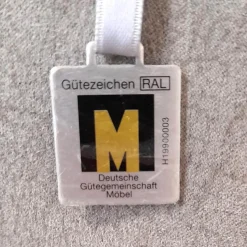 Gütezeichen RAL
M
H19900003
Deutsche
Gütegemeinschaft
Möbel